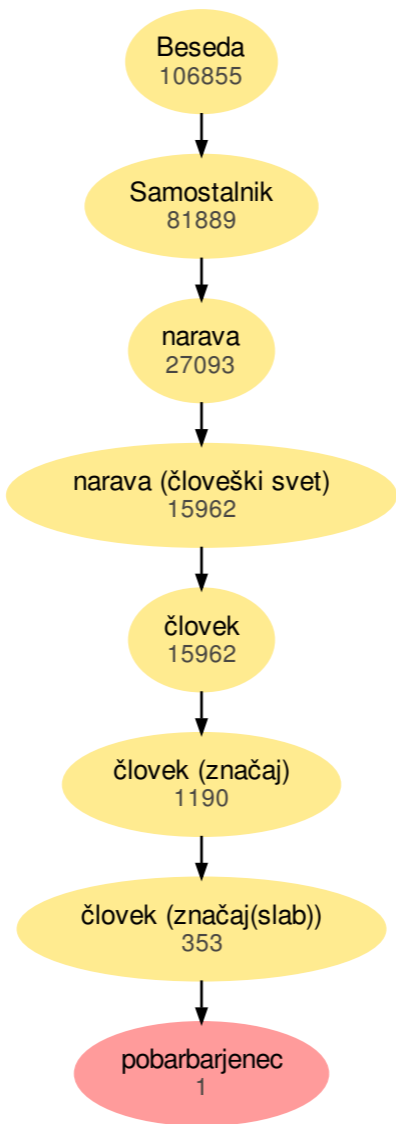 Beseda
106855
Samostalnik
81889
narava
27093
narava (človeški svet)
15962
človek
15962
človek (značaj)
1190
človek (značaj(slab))
353
pobarbarjenec
1